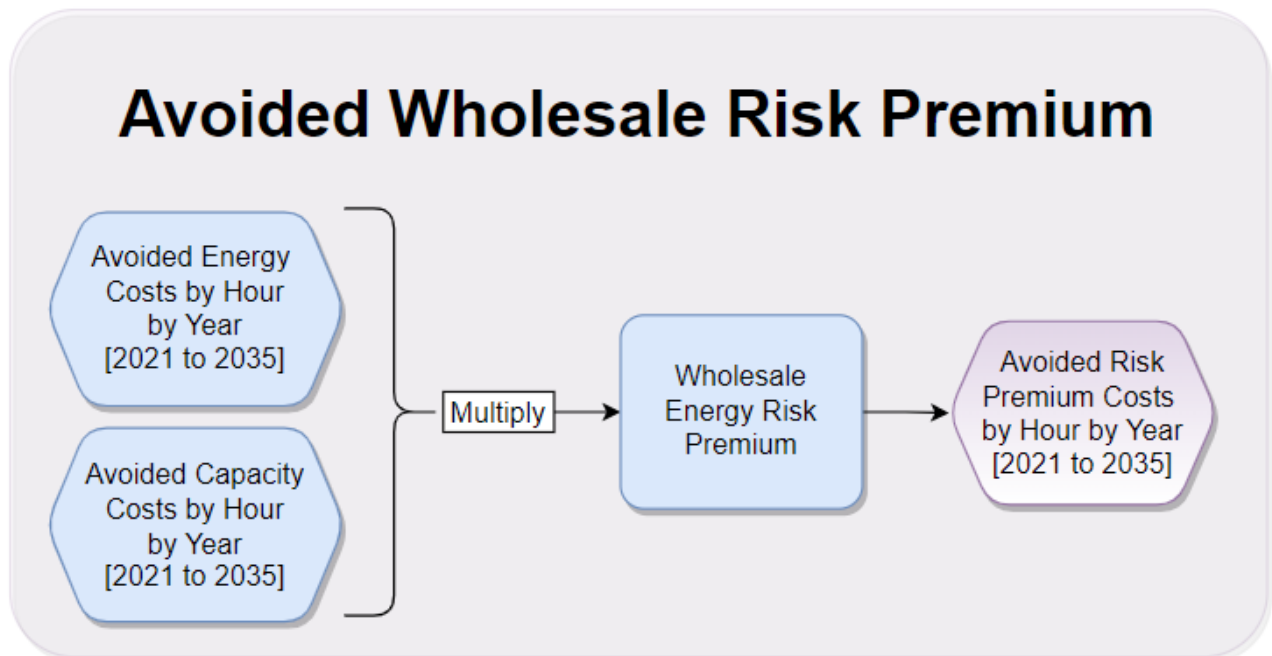 Avoided Wholesale Risk Premium
Avoided Energy
Costs by Hour
by Year
[2021 to 2035]
Avoided Capacity
Costs by Hour
by Year
[2021 to 2035]
Multiply
Wholesale
Energy Risk
Premium
Avoided Risk
Premium Costs
by Hour by Year
[2021 to 2035]